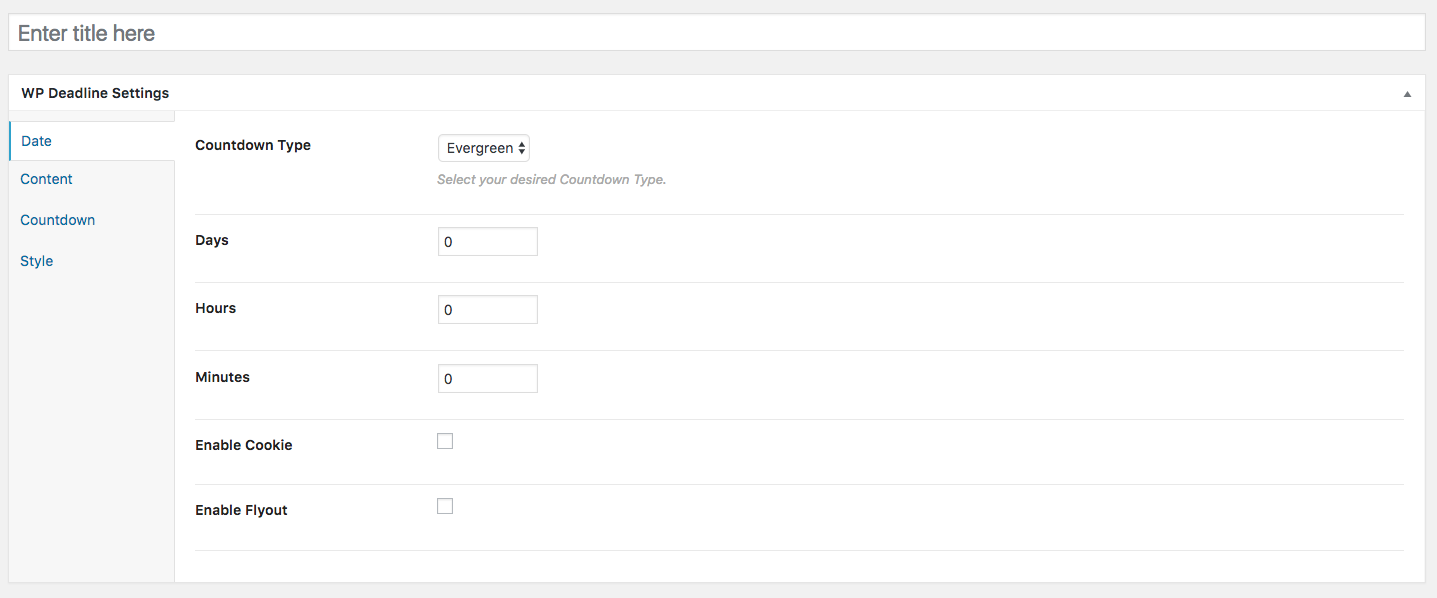 Enter title here
WP Deadline Settings
Date
Content
Countdown
Style
Countdown Type
Evergreen
Select your desired Countdown Type.
Days
0
Hours
0
Minutes
0
Enable Cookie
Enable Flyout